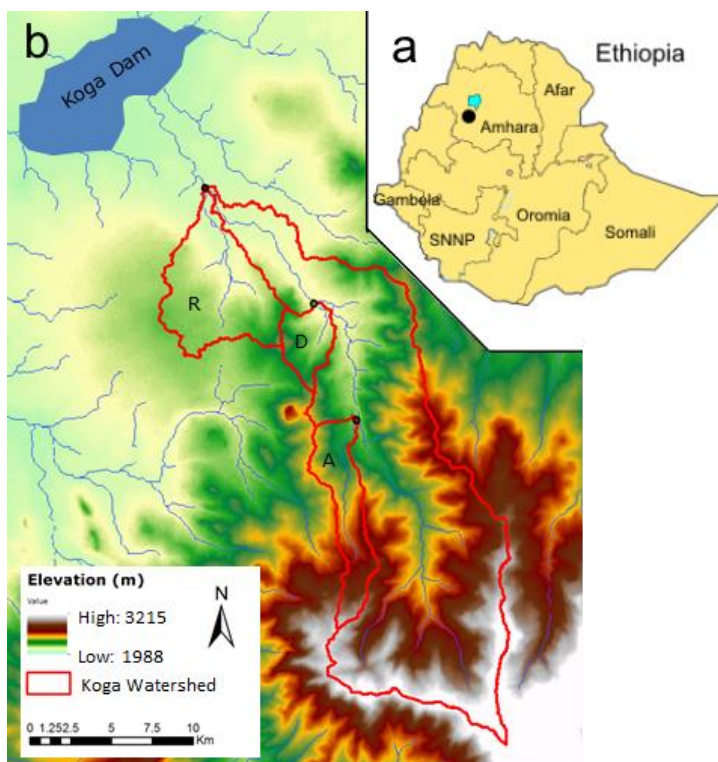 b
Koga Dam
R
D
A
a
Ethiopia
Afar
Amhara
Gambela
Oromia
SNNP
Somali
Elevation (m)
Value
High: 3215
Low: 1988
Koga Watershed
N
0 1.252.5 5 7.5 10
Km